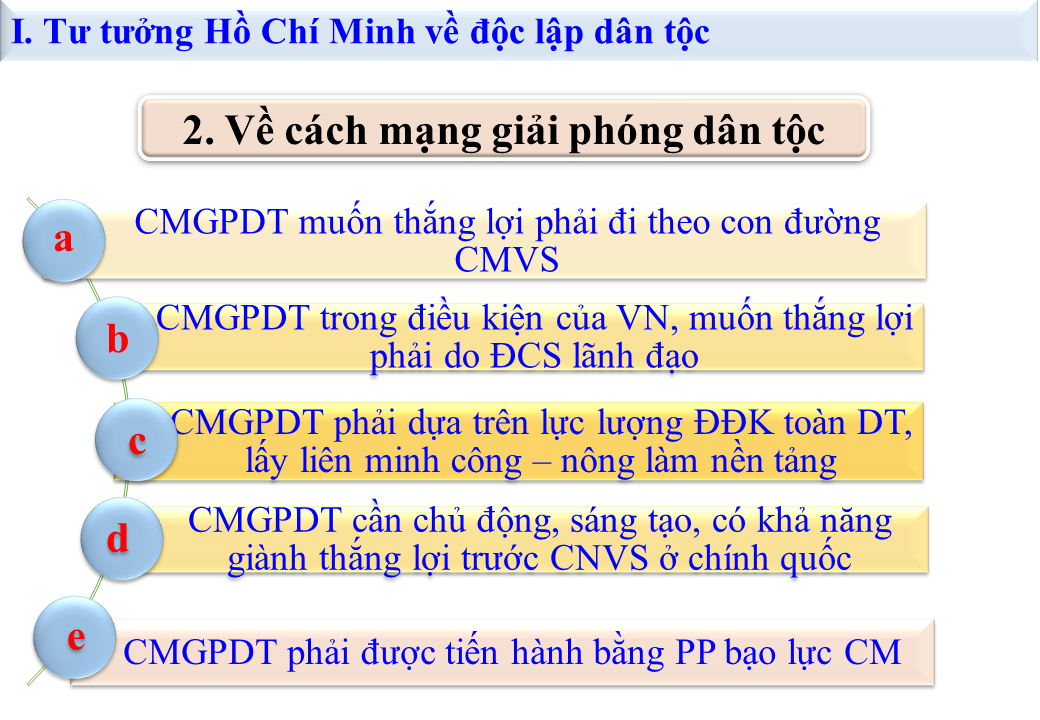 I. Tư tưởng Hồ Chí Minh về độc lập dân tộc
2. Về cách mạng giải phóng dân tộc
a
CMGPDT muốn thắng lợi phải đi theo con đường
CMVS
b
CMGPDT trong điều kiện của VN, muốn thắng lợi
phải do ĐCS lãnh đạo
c
CMGPDT phải dựa trên lực lượng ĐĐK toàn DT,
lấy liên minh công – nông làm nền tảng
d
CMGPDT cần chủ động, sáng tạo, có khả năng
giành thắng lợi trước CNVS ở chính quốc
e
CMGPDT phải được tiến hành bằng PP bạo lực CM